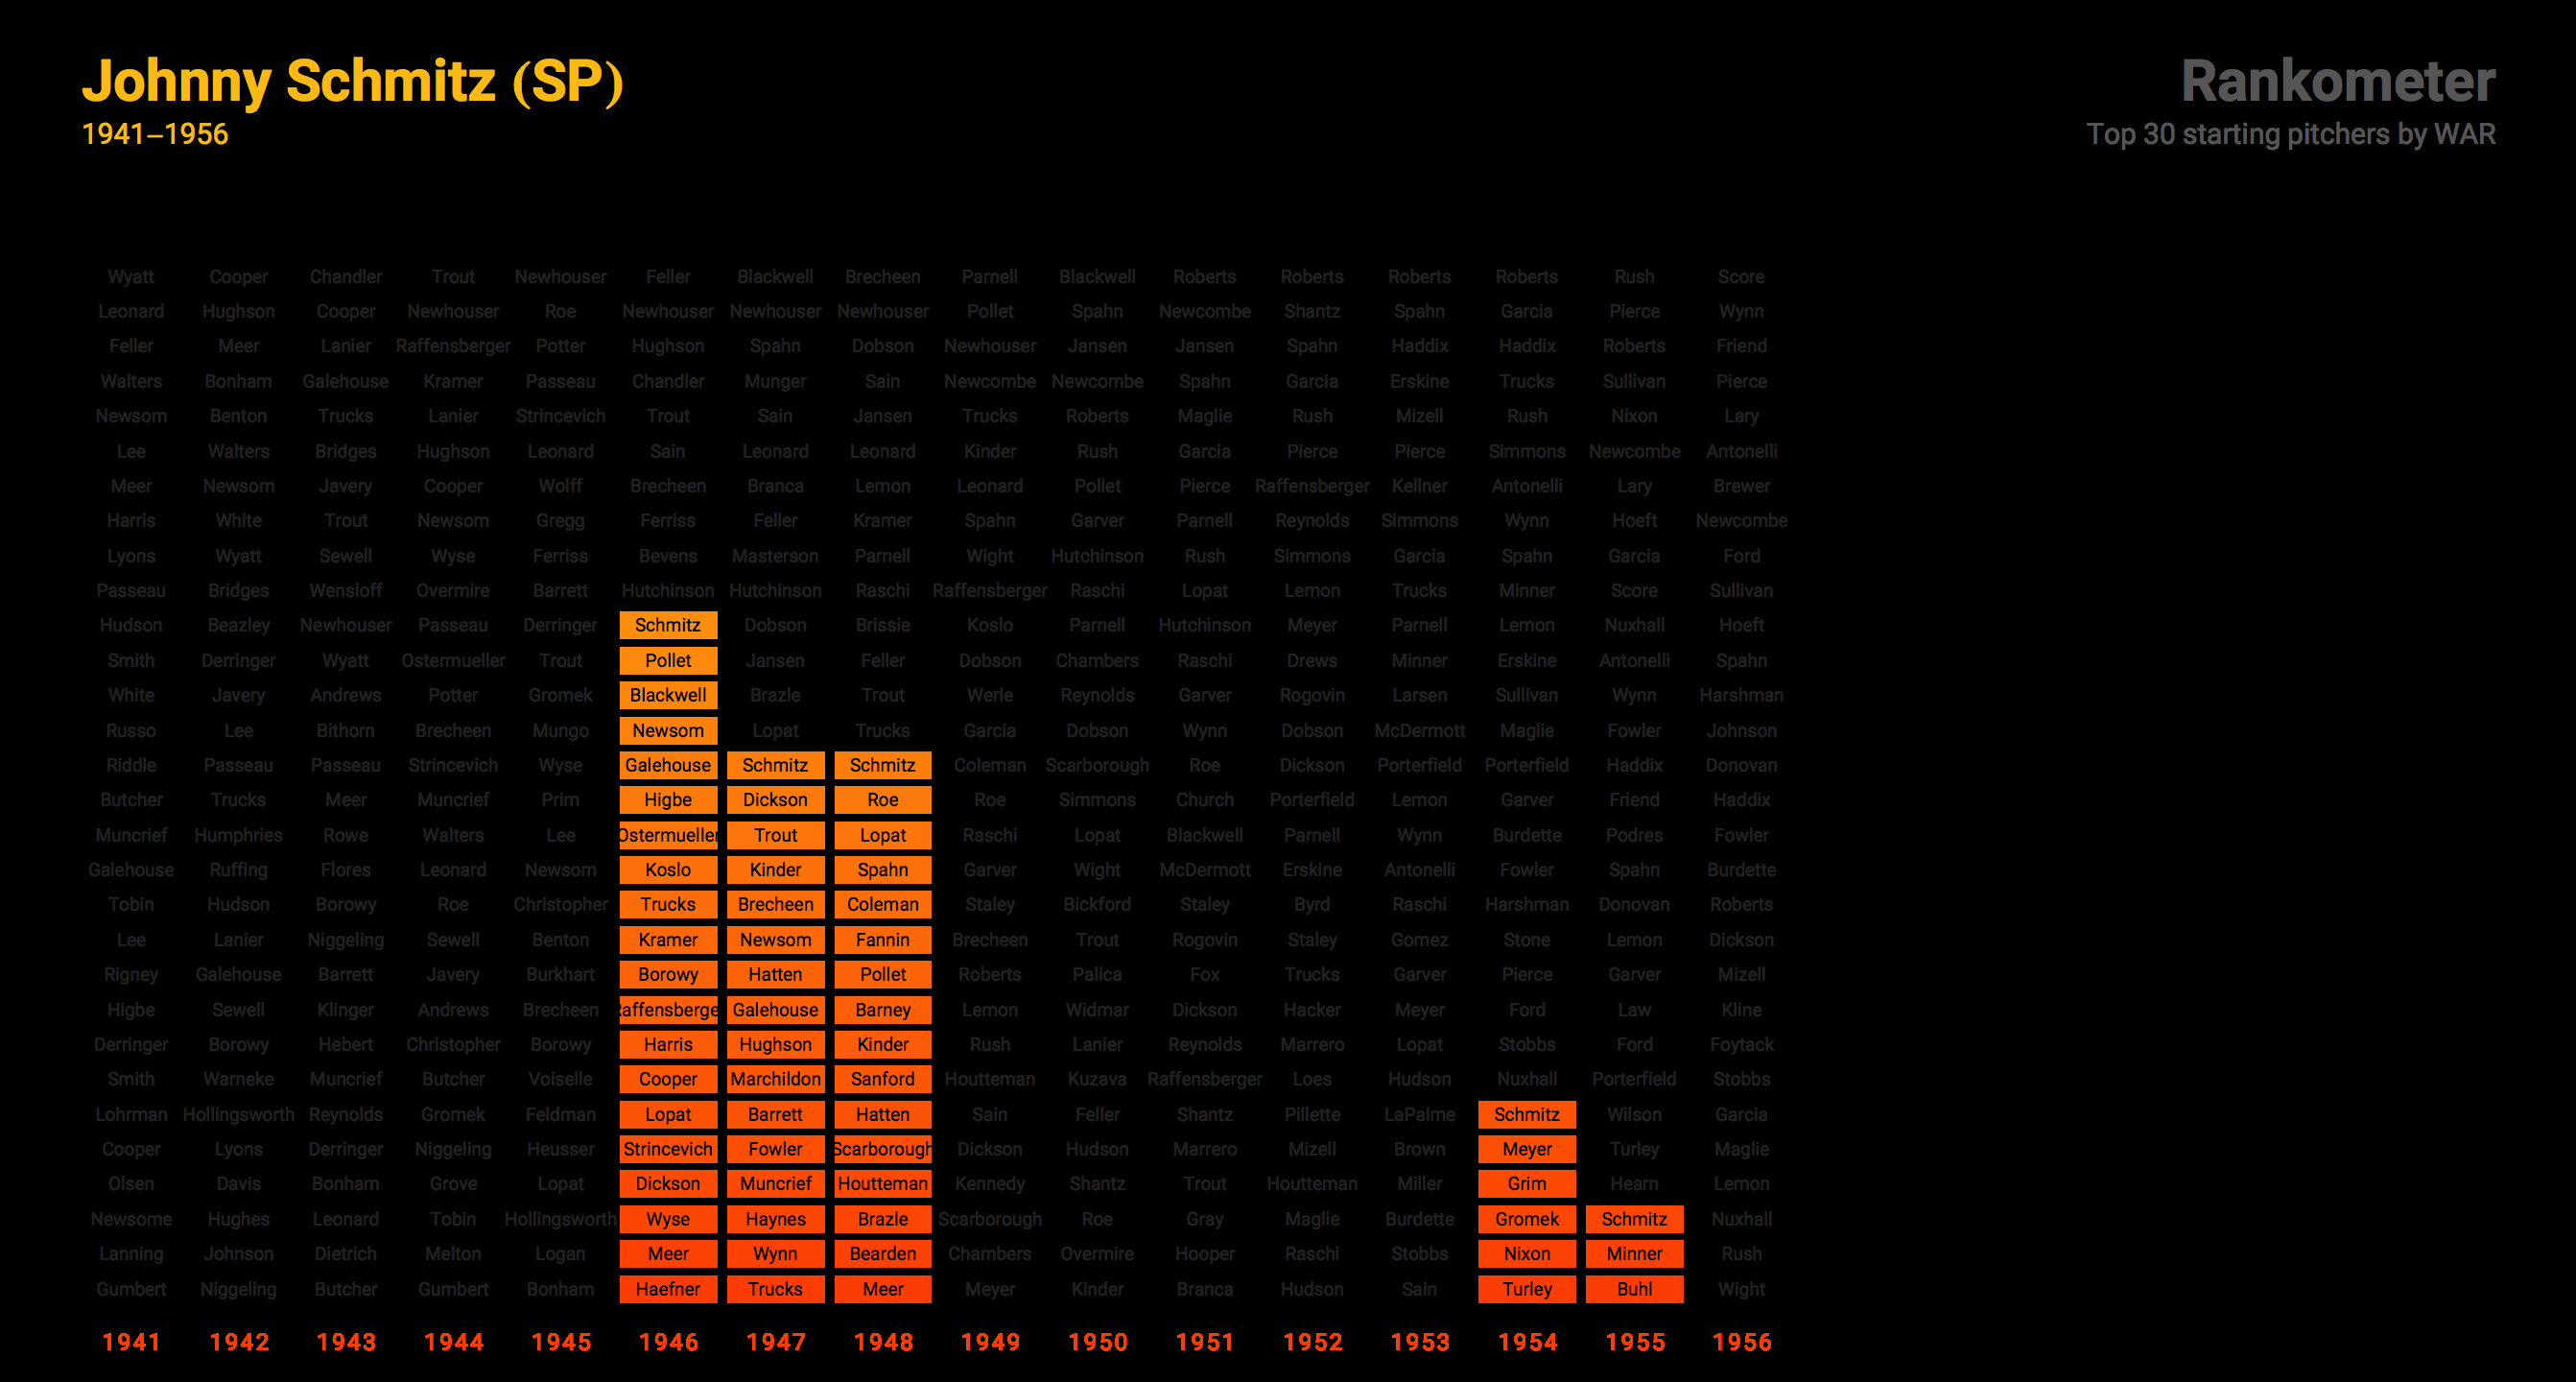 Johnny Schmitz (SP)
1941–1956
Rankometer
Top 30 starting pitchers by WAR
Wyatt Cooper Chandler Trout Newhouser Feller Blackwell Brecheen Parnell Blackwell Roberts Roberts Roberts Roberts Rush Score
Leonard Hughson Cooper Newhouser Roe Newhouser Newhouser Newhouser Pollet Spahn Newcombe Shantz Spahn Garcia Pierce Wynn
Feller Meer Lanier Raffensberger Potter Hughson Spahn Dobson Newhouser Jansen Jansen Spahn Haddix Haddix Roberts Friend
Walters Bonham Galehouse Kramer Passeau Chandler Munger Sain Newcombe Newcombe Spahn Garcia Erskine Trucks Sullivan Pierce
Newsom Benton Trucks Lanier Strincevich Trout Sain Jansen Trucks Roberts Maglie Rush Mizell Rush Nixon Lary
Lee Walters Bridges Hughson Leonard Sain Leonard Leonard Kinder Rush Garcia Pierce Pierce Simmons Newcombe Antonelli
Meer Newsom Javery Cooper Wolff Brecheen Branca Lemon Leonard Pollet Pierce Raffensberger Kellner Antonelli Lary Brewer
Harris White Trout Newsom Gregg Ferriss Feller Kramer Spahn Garver Parnell Reynolds Simmons Wynn Hoeft Newcombe
Lyons Wyatt Sewell Wyse Ferriss Bevens Masterson Parnell Wight Hutchinson Rush Simmons Garcia Spahn Garcia Ford
Passeau Bridges Wensloff Overmire Barrett Hutchinson Hutchinson Raschi Raffensberger Raschi Lopat Lemon Trucks Minner Score Sullivan
Hudson Beazley Newhouser Passeau Derringer Schmitz Dobson Brissie Koslo Parnell Hutchinson Meyer Parnell Lemon Nuxhall Hoeft
Smith Derringer Wyatt Ostermueller Trout Pollet Jansen Feller Dobson Chambers Raschi Drews Minner Erskine Antonelli Spahn
White Javery Andrews Potter Gromek Blackwell Brazle Trout Werle Reynolds Garver Rogovin Larsen Sullivan Wynn Harshman
Russo Lee Bithorn Brecheen Mungo Newsom Lopat Trucks Garcia Dobson Wynn Dobson McDermott Maglie Fowler Johnson
Riddle Passeau Passeau Strincevich Wyse Galehouse Schmitz Schmitz Coleman Scarborough Roe Dickson Porterfield Porterfield Haddix Donovan
Butcher Trucks Meer Muncrief Prim Higbe Dickson Roe Roe Simmons Church Porterfield Lemon Garver Friend Haddix
Muncrief Humphries Rowe Walters Lee Ostermueller Trout Lopat Raschi Lopat Blackwell Parnell Wynn Burdette Podres Fowler
Galehouse Ruffing Flores Leonard Newsom Koslo Kinder Spahn Garver Wight McDermott Erskine Antonelli Fowler Spahn Burdette
Tobin Hudson Borowy Roe Christopher Trucks Brecheen Coleman Staley Bickford Staley Byrd Raschi Harshman Donovan Roberts
Lee Lanier Niggeling Sewell Benton Kramer Newsom Fannin Brecheen Trout Rogovin Staley Gomez Stone Lemon Dickson
Rigney Galehouse Barrett Javery Burkhart Borowy Hatten Pollet Roberts Palica Fox Trucks Garver Pierce Garver Mizell
Higbe Sewell Klinger Andrews Brecheen Raffensberge Galehouse Barney Lemon Widmar Dickson Hacker Meyer Ford Law Kline
Derringer Borowy Hebert Christopher Borowy Harris Hughson Kinder Rush Lanier Reynolds Marrero Lopat Stobbs Ford Foytack
Smith Warneke Muncrief Butcher Voiselle Cooper Marchildon Sanford Houtteman Kuzava Raffensberger Loes Hudson Nuxhall Porterfield Stobbs
Lohrman Hollingsworth Reynolds Gromek Feldman Lopat Barrett Hatten Sain Feller Shantz Pillette LaPalme Schmitz Wilson Garcia
Cooper Lyons Derringer Niggeling Heusser Strincevich Fowler Scarborough Dickson Hudson Marrero Mizell Brown Meyer Turley Maglie
Olsen Davis Bonham Grove Lopat Dickson Muncrief Houtteman Kennedy Shantz Trout Houtteman Miller Grim Hearn Lemon
Newsome Hughes Leonard Tobin Hollingsworth Wyse Haynes Brazle Scarborough Roe Gray Maglie Burdette Gromek Schmitz Nuxhall
Lanning Johnson Dietrich Melton Logan Meer Wynn Bearden Chambers Overmire Hooper Raschi Stobbs Nixon Minner Rush
Gumbert Niggeling Butcher Gumbert Bonham Haefner Trucks Meer Meyer Kinder Branca Hudson Sain Turley Buhl Wight
1941 1942 1943 1944 1945 1946 1947 1948 1949 1950 1951 1952 1953 1954 1955 1956